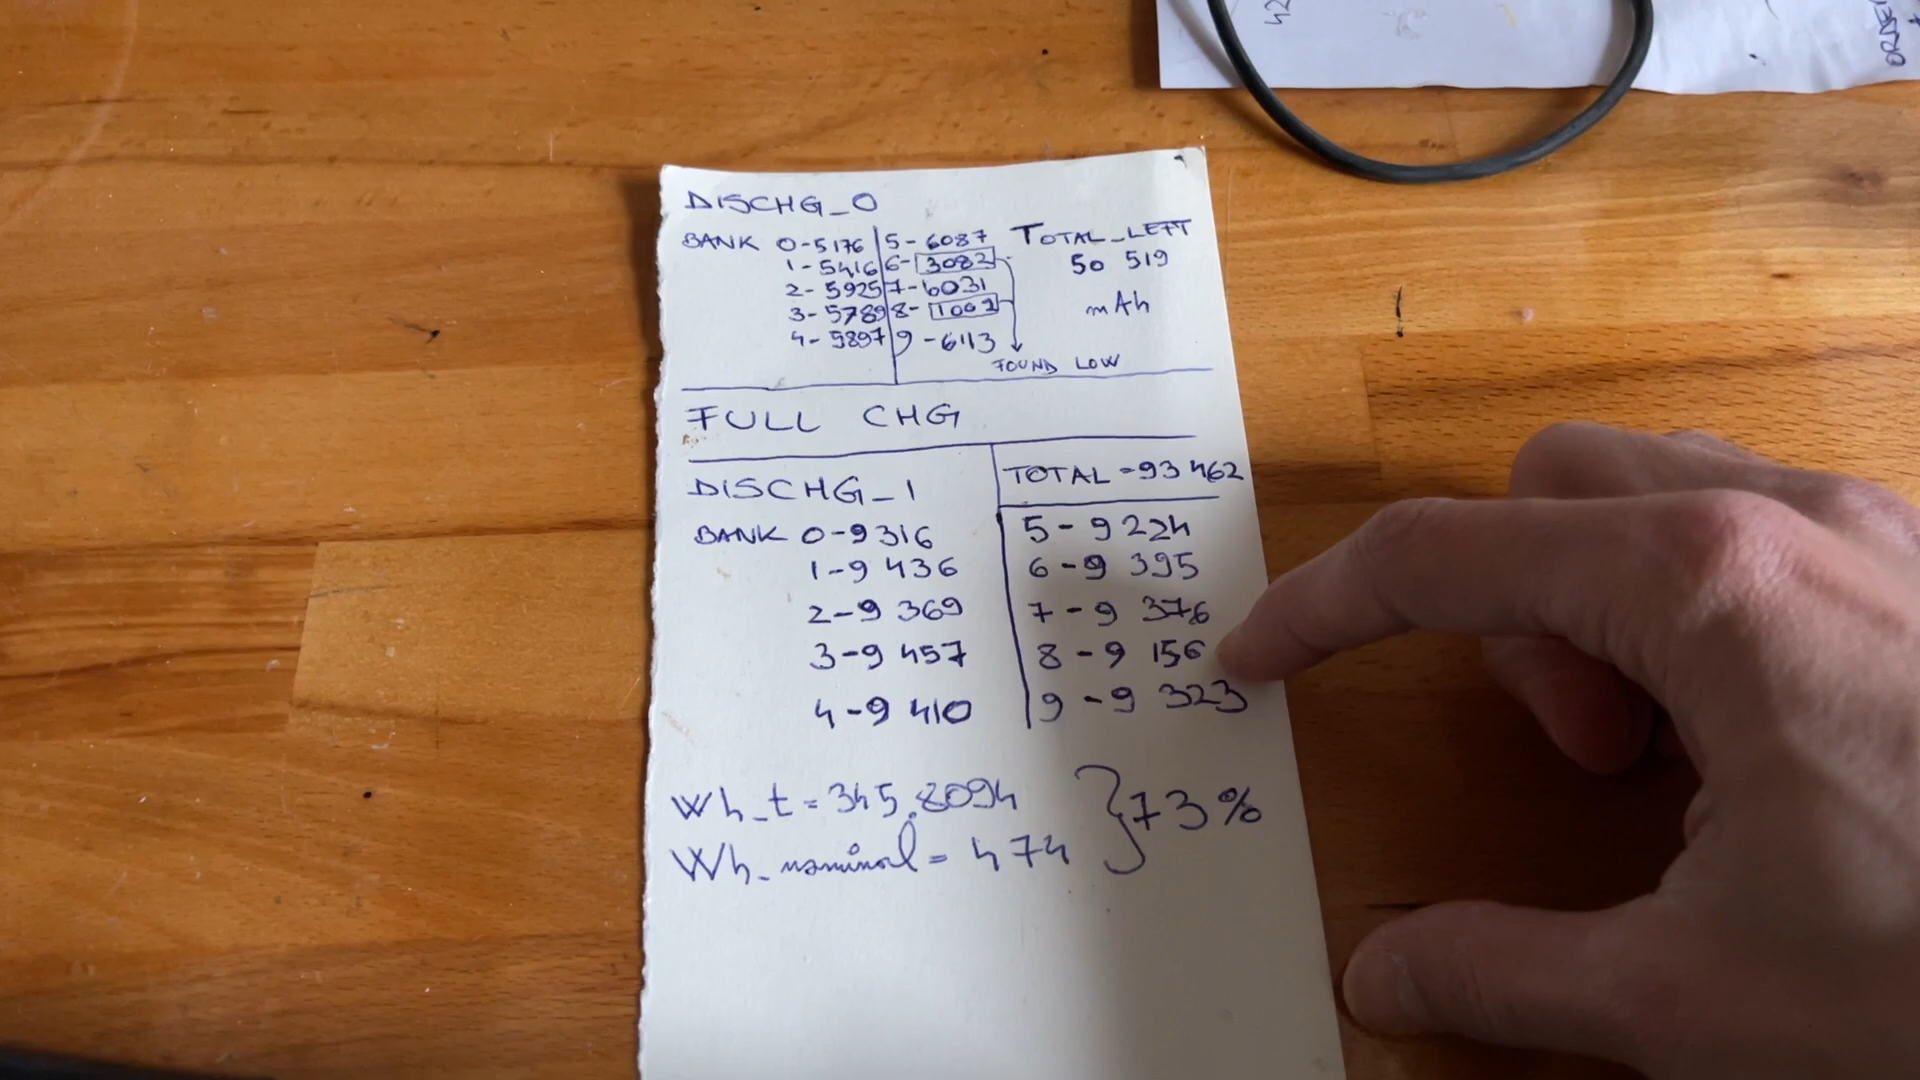 42
DISCHG_0
BANK 0-5176 5-6087 TOTAL_LEFT
1-5416 6-3082 50 519
2-5925 7-6031
3-5789 8-1002 mAh
4-5897 9-6113
FOUND LOW
FULL CHG
DISCHG_1 TOTAL=93 462
BANK 0-9 316 5-9 224
1-9 436 6-9 395
2-9 369 7-9 376
3-9 457 8-9 156
4-9 410 9-9 323
Wh_t=345.8094 } 73%
Wh_nominal=474